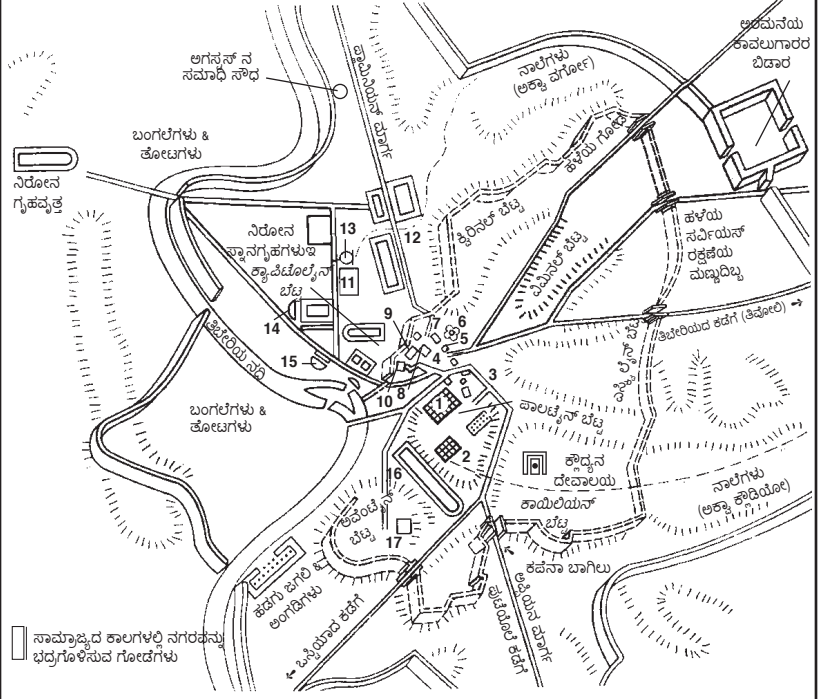 ಅಗಸ್ಟಸ್ ನ
ಸಮಾಧಿ ಸೌಧ
ಫ್ಲಾಮಿನಿಯನ್ ಮಾರ್ಗ
ನಾಲೆಗಳು
(ಅಕ್ವಾ ವರ್ಗೋ)
ಅರಮನೆಯ
ಕಾವಲುಗಾರರ
ಬಿಡಾರ
ಬಂಗಲೆಗಳು &
ತೋಟಗಳು
ನಿರೋನ
ಗೃಹವೃತ್ತ
ಹಳೆಯ ಗೋಡೆ
ಕ್ವಿರಿನಲ್ ಬೆಟ್ಟ
ವಿಮಿನಲ್ ಬೆಟ್ಟ
ಹಳೆಯ
ಸರ್ವಿಯಸ್
ರಕ್ಷಣೆಯ
ಮಣ್ಣುದಿಬ್ಬ
ನಿರೋನ
ಸ್ನಾನಗೃಹಗಳುಇ
ಕ್ಯಾಪಿಟೋಲೈನ್
ಬೆಟ್ಟ
13
12
11
14
15
9
7
6
5
4
10
8
3
1
2
16
17
ತಿಬೇರಿಯ ನದಿ
ತಿಬೇರಿಯದ ಕಡೆಗೆ (ತಿವೋಲಿ) →
ಎಸ್ಕ್ವಿಲೈನ್ ಬೆಟ್ಟ
ಬಂಗಲೆಗಳು &
ತೋಟಗಳು
ಪಾಲಟೈನ್ ಬೆಟ್ಟ
ಕ್ಲೌದ್ಯನ
ದೇವಾಲಯ
ಕಾಯಿಲಿಯನ್
ಬೆಟ್ಟ
ನಾಲೆಗಳು
(ಅಕ್ವಾ ಕ್ಲೌಡಿಯೋ)
ಅವೆಂಟೈನ್
ಬೆಟ್ಟ
ಕಪೆನಾ ಬಾಗಿಲು
ಹಡಗು ಜಗಲಿ &
ಅಂಗಡಿಗಳು
← ಒಸ್ತಿಯಾದ ಕಡೆಗೆ
ಅಪ್ಪಿಯನ ಮಾರ್ಗ
ಪುಟಿಯೊಲೆ ಕಡೆಗೆ
ಸಾಮ್ರಾಜ್ಯದ ಕಾಲಗಳಲ್ಲಿ ನಗರವನ್ನು
ಭದ್ರಗೊಳಿಸುವ ಗೋಡೆಗಳು